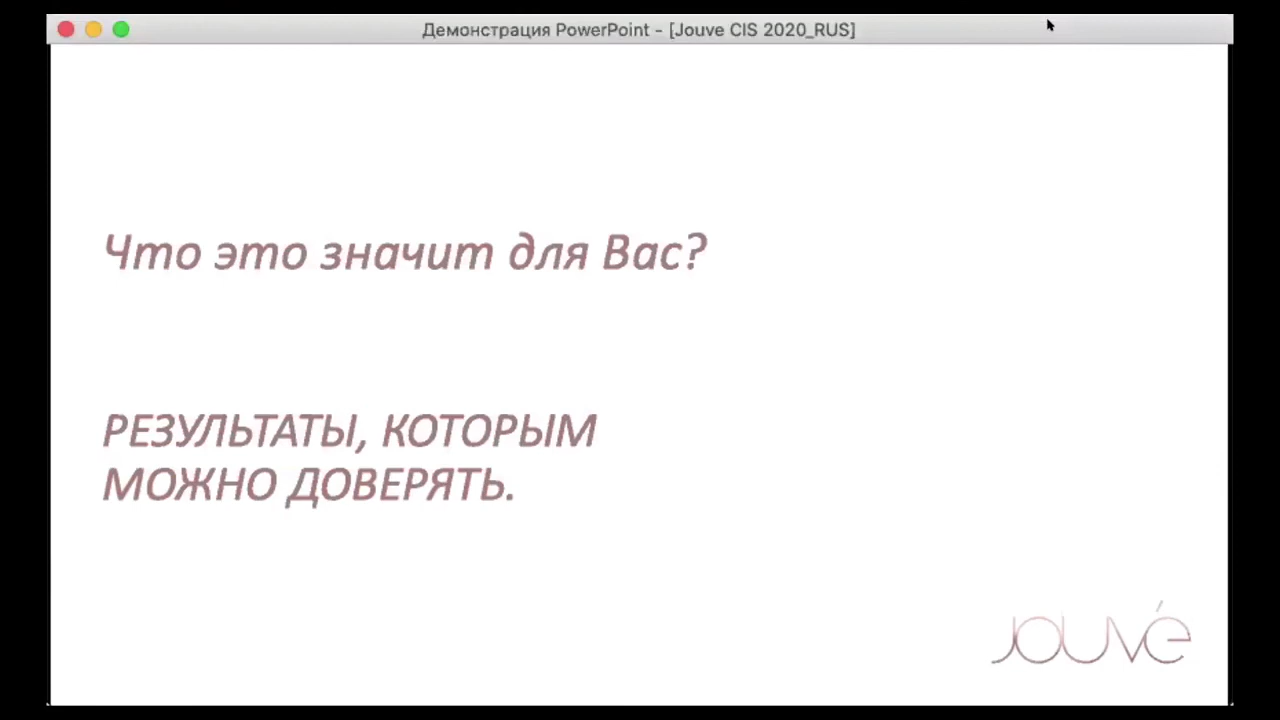 Демонстрация PowerPoint - [Jouve CIS 2020_RUS]
Что это значит для Вас?
РЕЗУЛЬТАТЫ, КОТОРЫМ
МОЖНО ДОВЕРЯТЬ.
Jouvé